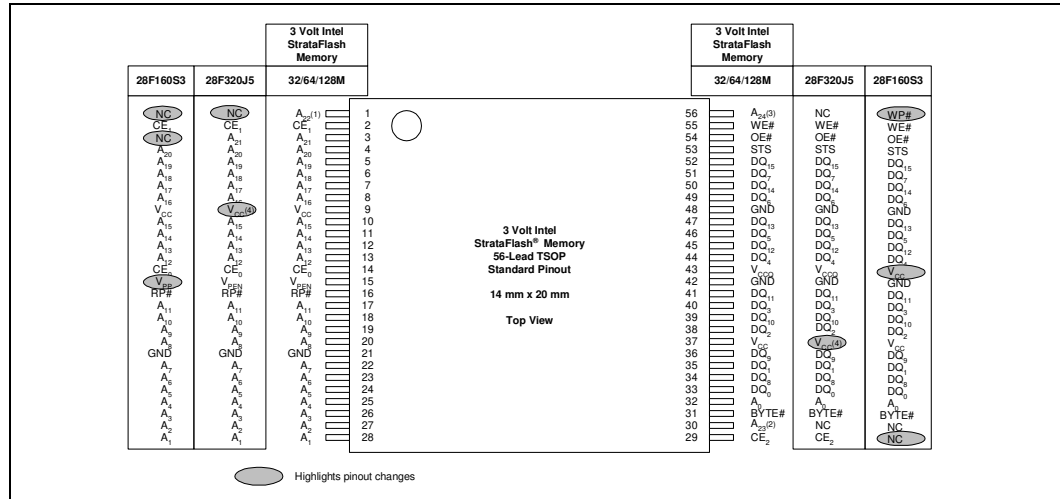 3 Volt Intel
StrataFlash
Memory
3 Volt Intel
StrataFlash
Memory
28F160S3 28F320J5 32/64/128M 32/64/128M 28F320J5 28F160S3
NC NC A22(1) 1 56 A24(3) NC WP#
CE1 CE1 CE1 2 55 WE# WE# WE#
NC A21 A21 3 54 OE# OE# OE#
A20 A20 A20 4 53 STS STS STS
A19 A19 A19 5 52 DQ15 DQ15 DQ15
A18 A18 A18 6 51 DQ7 DQ7 DQ7
A17 A17 A17 7 50 DQ14 DQ14 DQ14
A16 A16 A16 8 49 DQ6 DQ6 DQ6
VCC VCC(4) VCC 9 48 GND GND GND
A15 A15 A15 10 47 DQ13 DQ13 DQ13
A14 A14 A14 11 46 DQ5 DQ5 DQ5
A13 A13 A13 12 45 DQ12 DQ12 DQ12
A12 A12 A12 13 44 DQ4 DQ4 DQ4
CE0 CE0 CE0 14 43 VCCQ VCCQ VCC
VPP VPEN VPEN 15 42 GND GND GND
RP# RP# RP# 16 41 DQ11 DQ11 DQ11
A11 A11 A11 17 40 DQ3 DQ3 DQ3
A10 A10 A10 18 39 DQ10 DQ10 DQ10
A9 A9 A9 19 38 DQ2 DQ2 DQ2
A8 A8 A8 20 37 VCC VCC(4) VCC
GND GND GND 21 36 DQ9 DQ9 DQ9
A7 A7 A7 22 35 DQ1 DQ1 DQ1
A6 A6 A6 23 34 DQ8 DQ8 DQ8
A5 A5 A5 24 33 DQ0 DQ0 DQ0
A4 A4 A4 25 32 A0 A0 A0
A3 A3 A3 26 31 BYTE# BYTE# BYTE#
A2 A2 A2 27 30 A23(2) NC NC
A1 A1 A1 28 29 CE2 CE2 NC
3 Volt Intel
StrataFlash® Memory
56-Lead TSOP
Standard Pinout
14 mm x 20 mm
Top View
Highlights pinout changes